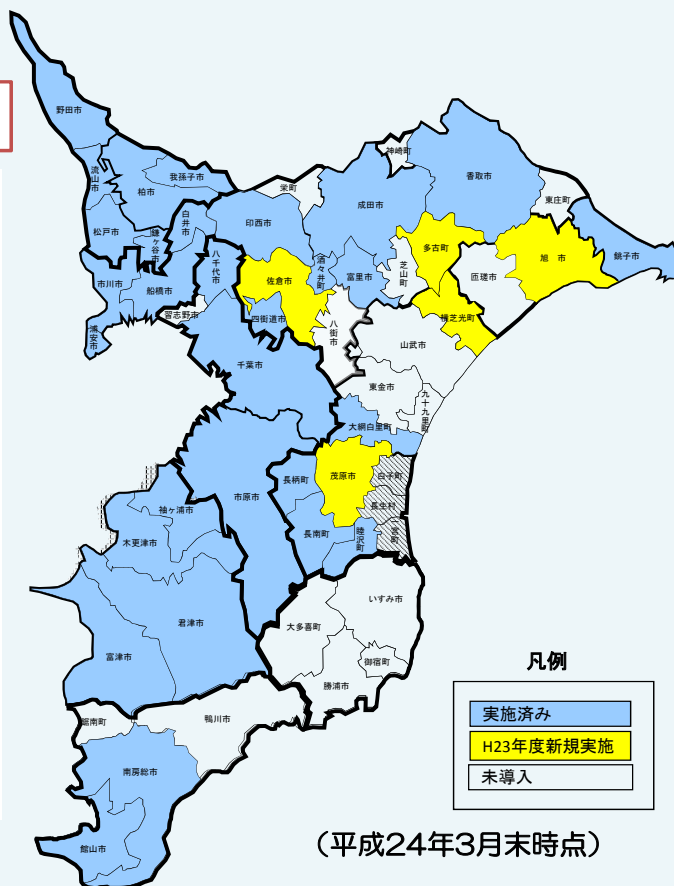 野田市
流山市
柏市
我孫子市
松戸市
鎌ヶ谷市
白井市
印西市
栄町
成田市
神崎町
香取市
東庄町
銚子市
旭 市
匝瑳市
多古町
芝山町
横芝光町
富里市
酒々井町
佐倉市
四街道市
八街市
八千代市
市川市
船橋市
浦安市
習志野市
千葉市
山武市
東金市
九十九里町
大網白里町
市原市
長柄町
茂原市
白子町
長生村
一宮町
長南町
睦沢町
袖ヶ浦市
木更津市
君津市
富津市
いすみ市
大多喜町
御宿町
勝浦市
鴨川市
鋸南町
南房総市
館山市
凡例
実施済み
H23年度新規実施
未導入
（平成24年3月末時点）